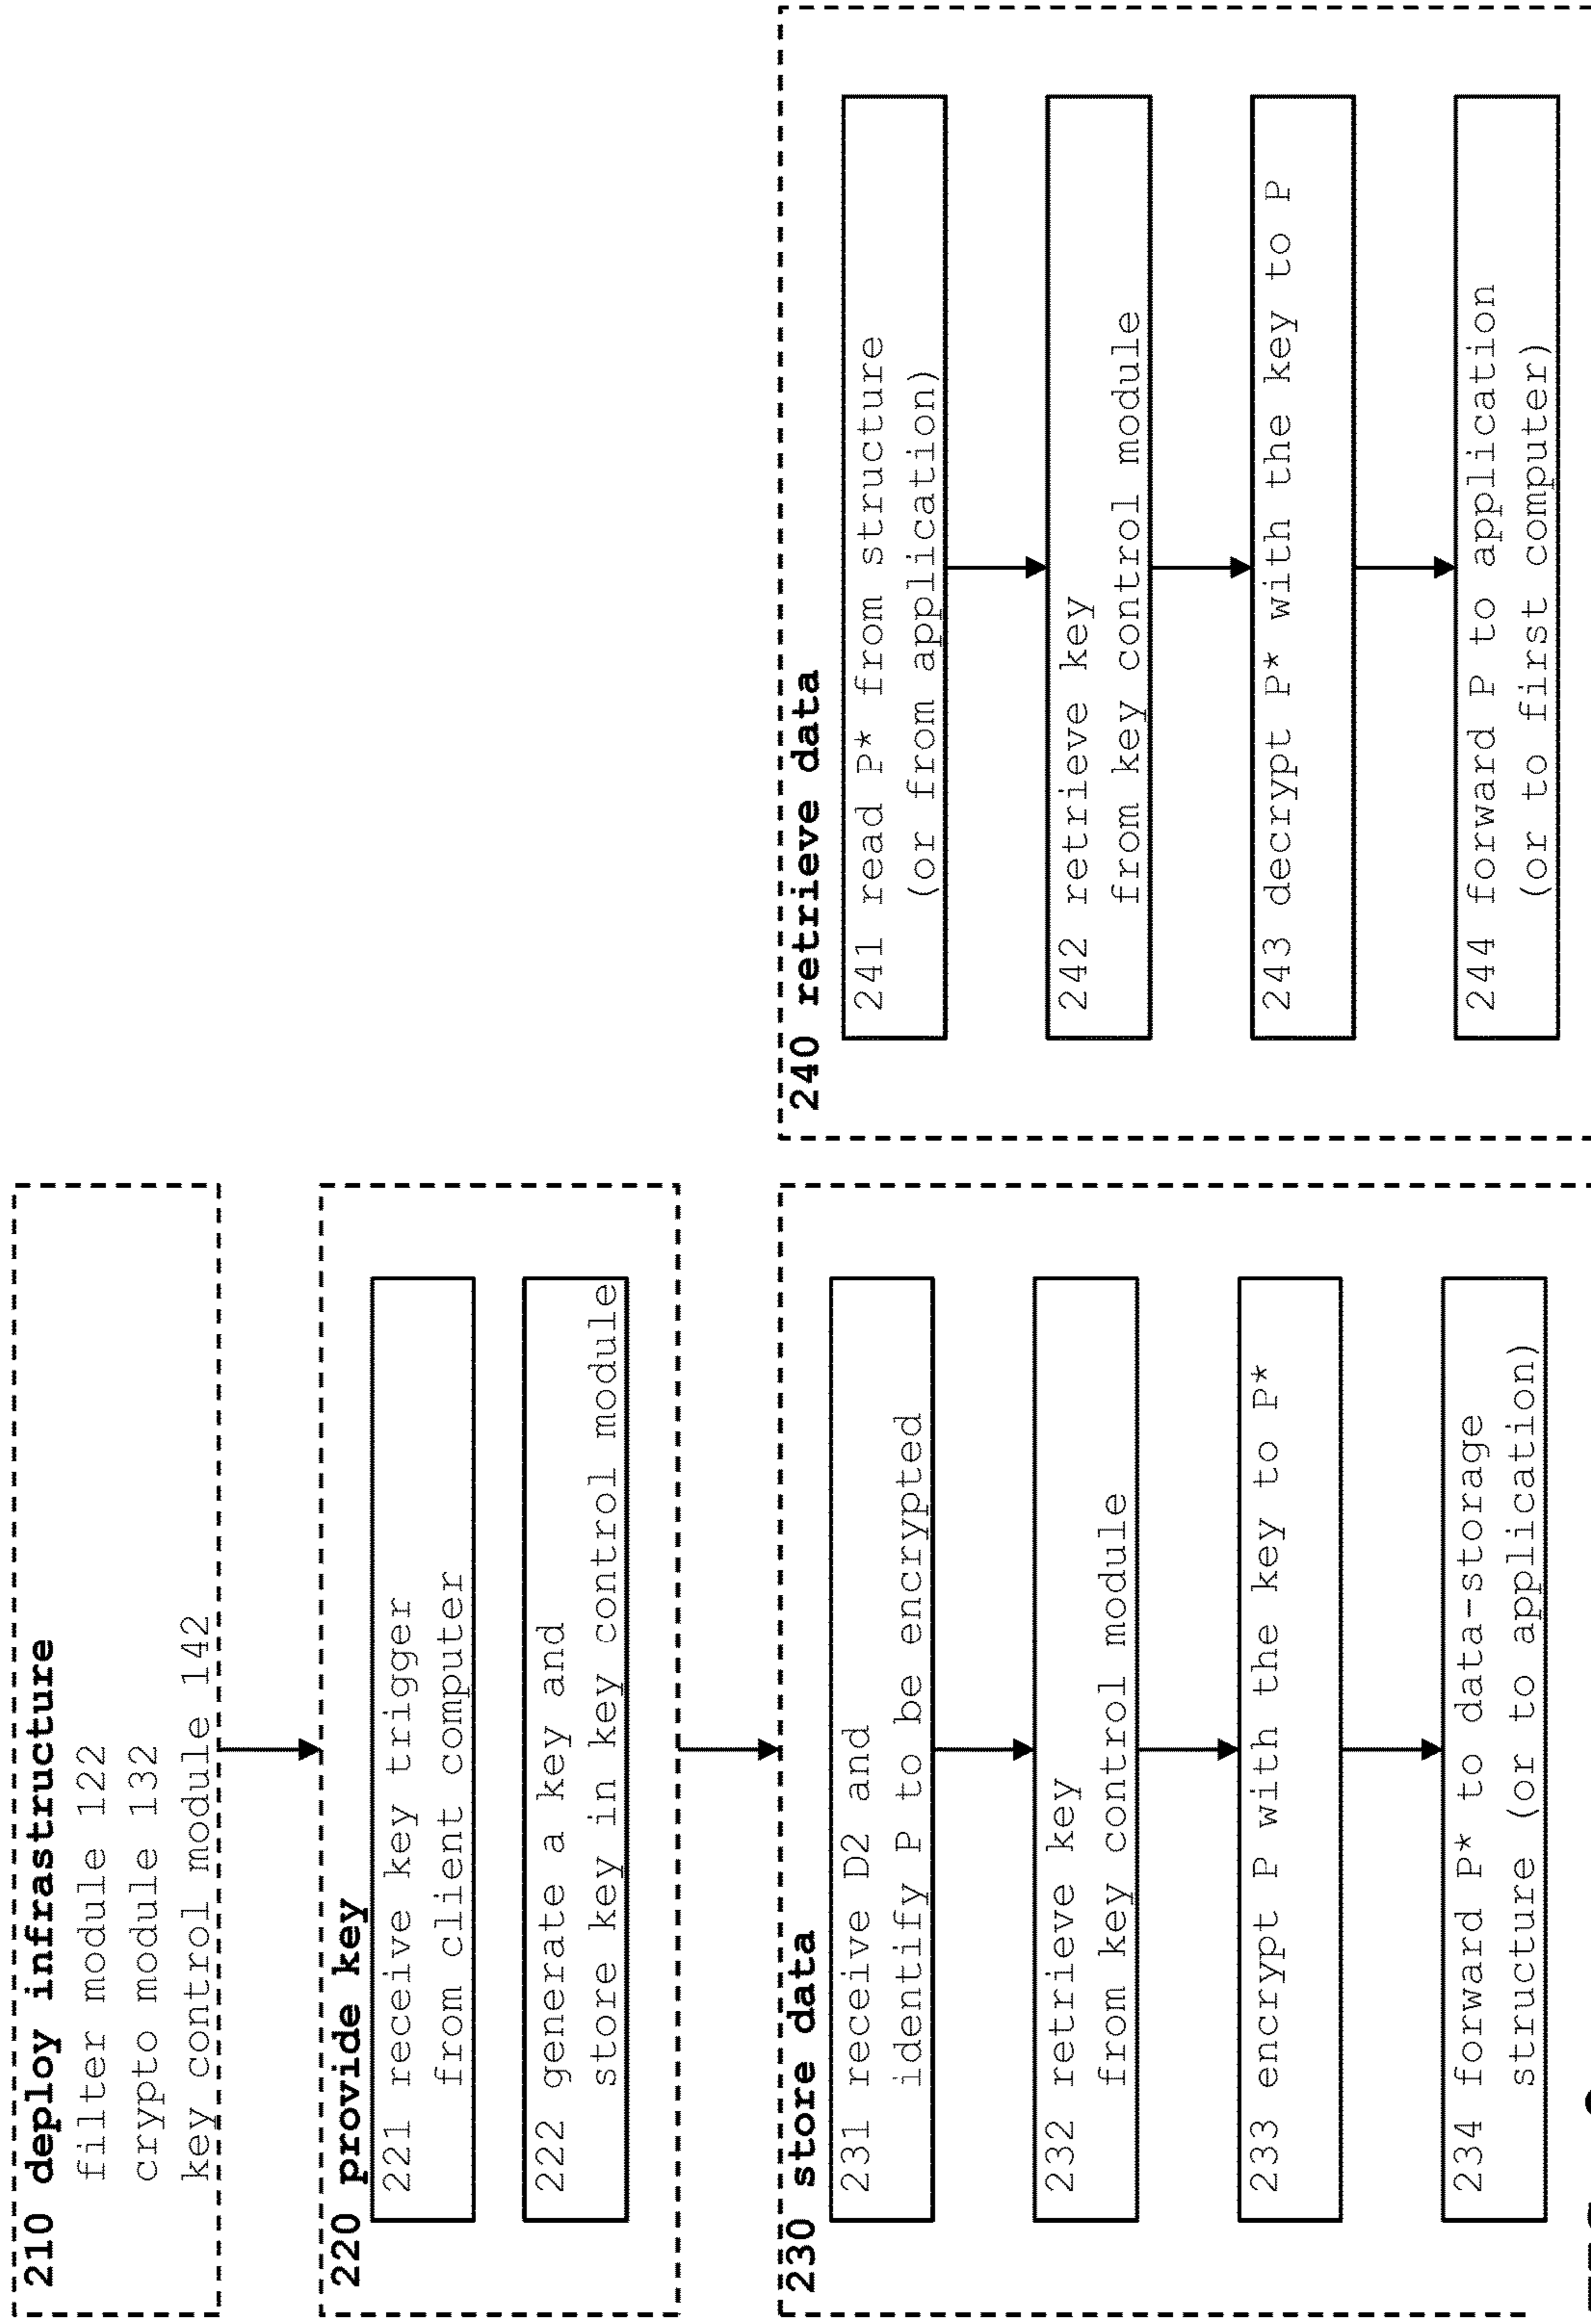 210 deploy infrastructure
filter module 122
crypto module 132
key control module 142
220 provide key
221 receive key trigger
from client computer
222 generate a key and
store key in key control module
230 store data
231 receive D2 and
identify P to be encrypted
232 retrieve key
from key control module
233 encrypt P with the key to P*
234 forward P* to data-storage
structure (or to application)
240 retrieve data
241 read P* from structure
(or from application)
242 retrieve key
from key control module
243 decrypt P* with the key to P
244 forward P to application
(or to first computer)